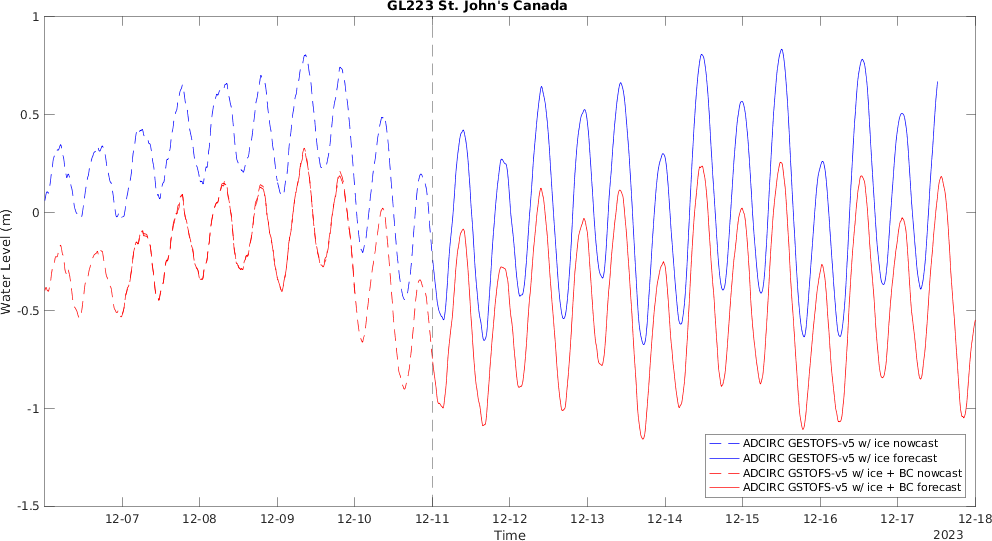 GL223 St. John's Canada
Water Level (m)
1
0.5
0
-0.5
-1
-1.5
ADCIRC GESTOFS-v5 w/ ice nowcast
ADCIRC GESTOFS-v5 w/ ice forecast
ADCIRC GSTOFS-v5 w/ ice + BC nowcast
ADCIRC GSTOFS-v5 w/ ice + BC forecast
12-07 12-08 12-09 12-10 12-11 12-12 12-13 12-14 12-15 12-16 12-17 12-18
Time
2023